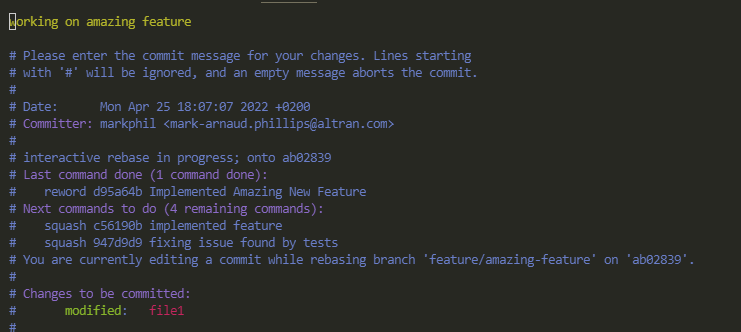 working on amazing feature
# Please enter the commit message for your changes. Lines starting
# with '#' will be ignored, and an empty message aborts the commit.
#
# Date:      Mon Apr 25 18:07:07 2022 +0200
# Committer: markphil <mark-arnaud.phillips@altran.com>
#
# interactive rebase in progress; onto ab02839
# Last command done (1 command done):
#    reword d95a64b Implemented Amazing New Feature
# Next commands to do (4 remaining commands):
#    squash c56190b implemented feature
#    squash 947d9d9 fixing issue found by tests
# You are currently editing a commit while rebasing branch 'feature/amazing-feature' on 'ab02839'.
#
# Changes to be committed:
#       modified:   file1
#